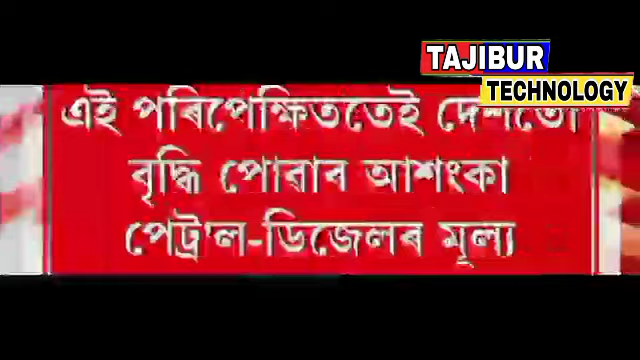 TAJIBUR
TECHNOLOGY
এই পৰিপেক্ষিততেই দেশতো
বৃদ্ধি পোৱাৰ আশংকা
পেট্ৰ'ল-ডিজেলৰ মূল্য